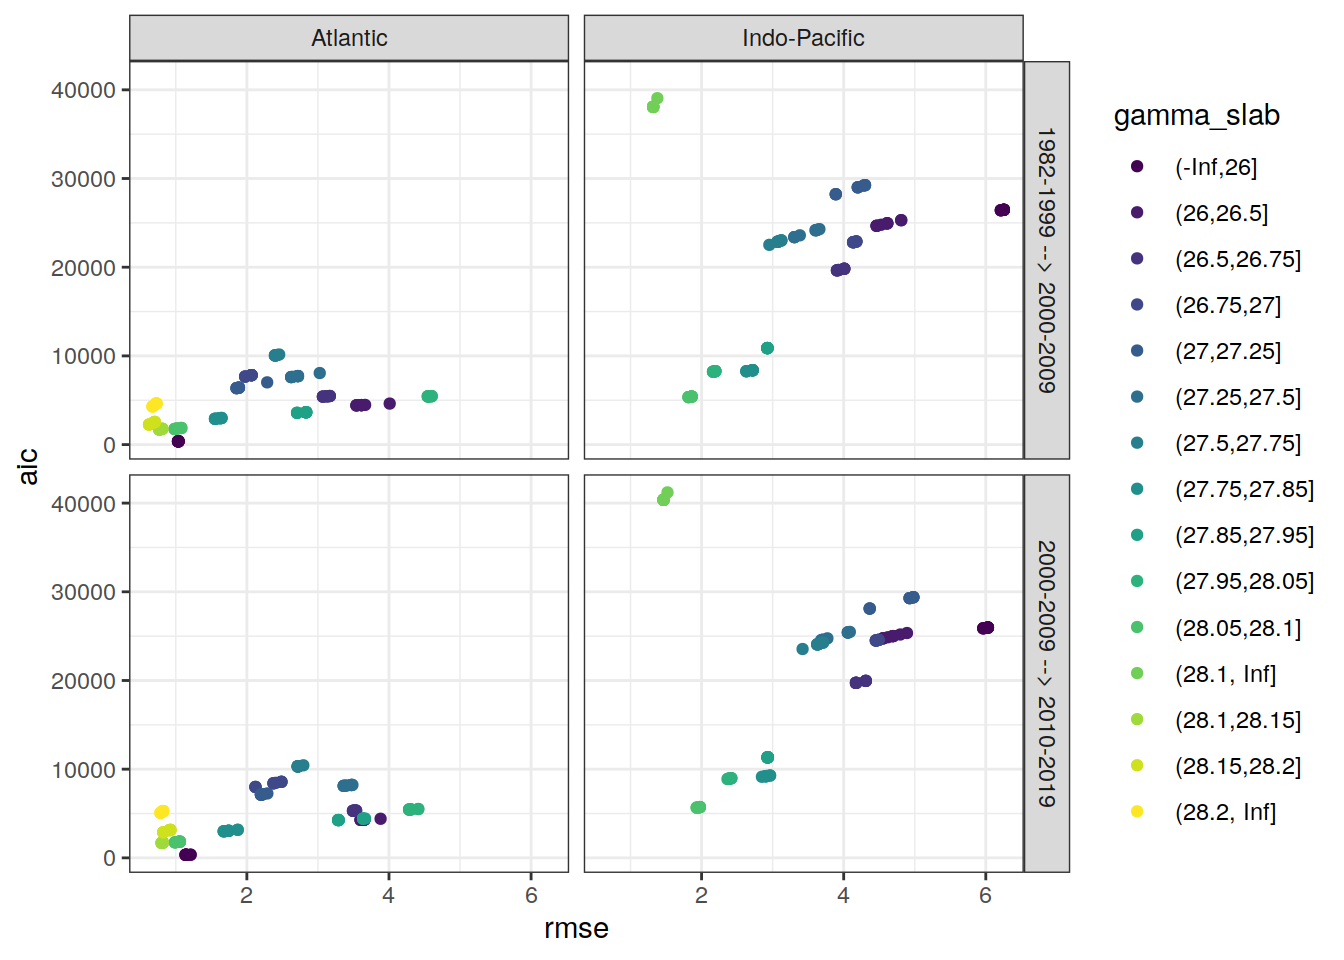 Atlantic
Indo-Pacific
40000
30000
20000
10000
0
1982-1999 --> 2000-2009
40000
30000
20000
10000
0
2000-2009 --> 2010-2019
2
4
6
2
4
6
rmse
aic
gamma_slab
(-Inf,26]
(26,26.5]
(26.5,26.75]
(26.75,27]
(27,27.25]
(27.25,27.5]
(27.5,27.75]
(27.75,27.85]
(27.85,27.95]
(27.95,28.05]
(28.05,28.1]
(28.1, Inf]
(28.1,28.15]
(28.15,28.2]
(28.2, Inf]